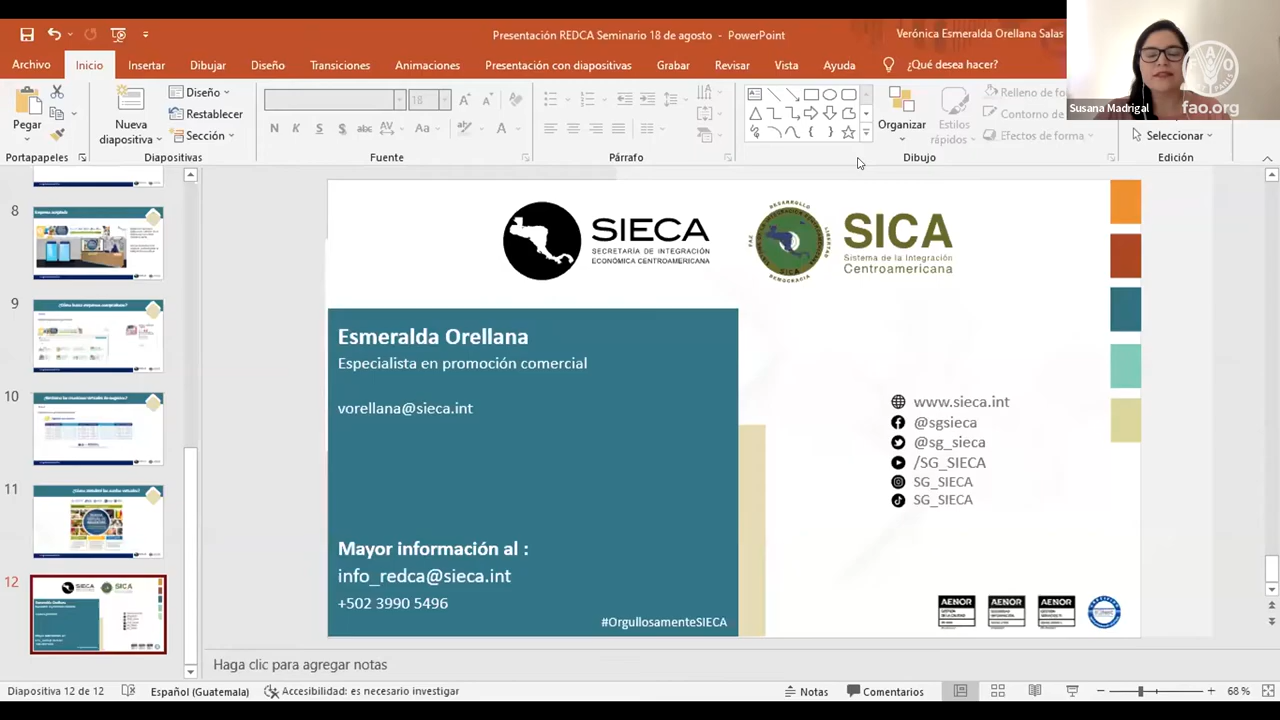 Presentación REDCA Seminario 18 de agosto - PowerPoint
Verónica Esmeralda Orellana Salas
Archivo Inicio Insertar Dibujar Diseño Transiciones Animaciones Presentación con diapositivas Grabar Revisar Vista Ayuda ¿Qué desea hacer?
Susana Madrigal
fao.org
Pegar
Nueva diapositiva
Diseño
Restablecer
Sección
18
N K S abc AV Aa A
Organizar
Estilos rápidos
Relleno de fo
Contorno de
Efectos de forma
Seleccionar
Portapapeles
Diapositivas
Fuente
Párrafo
Dibujo
Edición
8
9
10
11
12
SIECA
SECRETARÍA DE INTEGRACIÓN
ECONÓMICA CENTROAMERICANA
SICA
Sistema de la Integración
Centroamericana
Esmeralda Orellana
Especialista en promoción comercial
vorellana@sieca.int
www.sieca.int
@sgsieca
@sg_sieca
/SG_SIECA
SG_SIECA
SG_SIECA
Mayor información al :
info_redca@sieca.int
+502 3990 5496
#OrgullosamenteSIECA
AENOR AENOR AENOR
Haga clic para agregar notas
Diapositiva 12 de 12
Español (Guatemala)
Accesibilidad: es necesario investigar
Notas
Comentarios
68 %